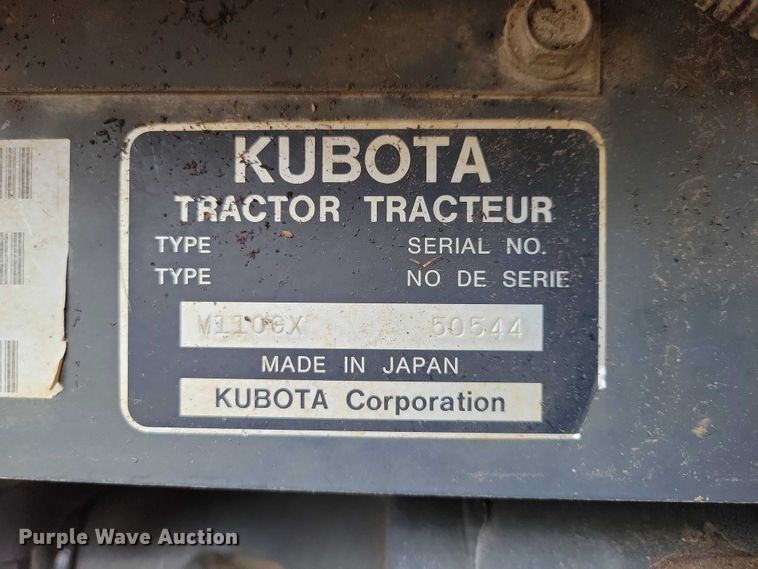 KUBOTA
TRACTOR TRACTEUR
TYPE SERIAL NO.
TYPE NO DE SERIE
M110GX 50544
MADE IN JAPAN
KUBOTA Corporation
Purple Wave Auction